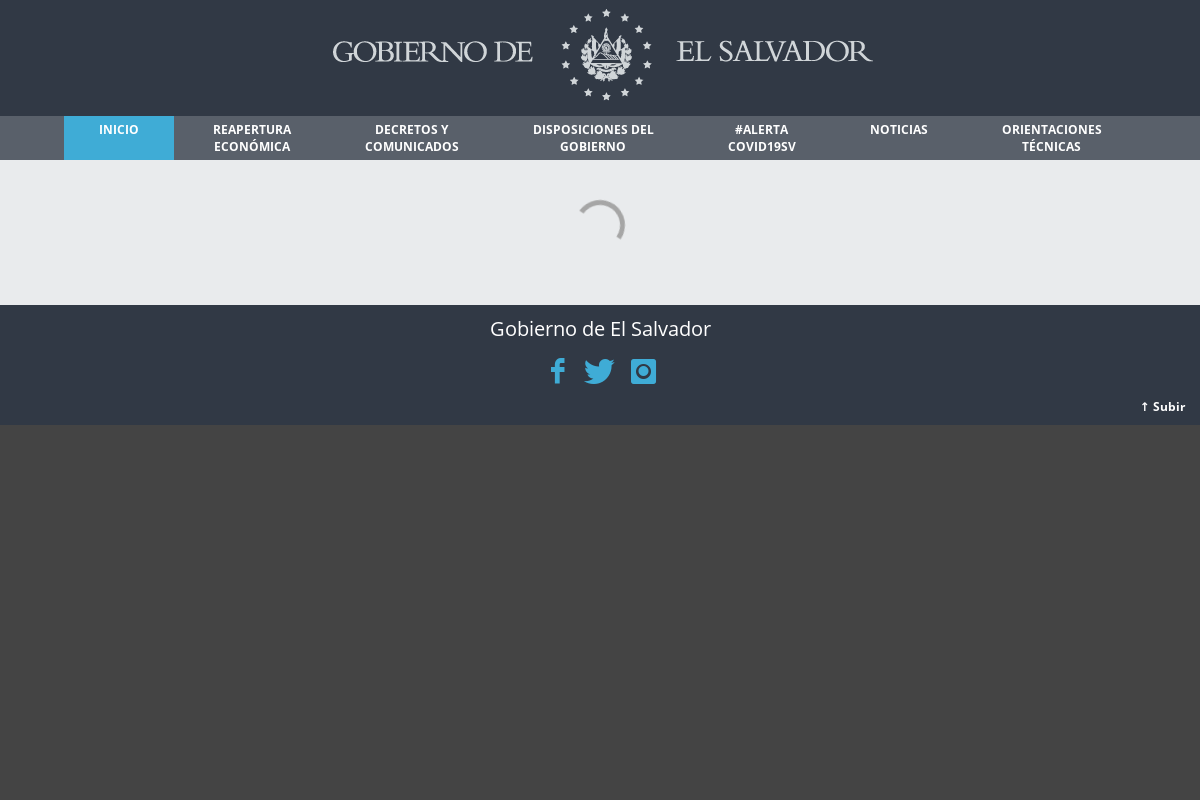 GOBIERNO DE EL SALVADOR
INICIO
REAPERTURA
ECONÓMICA
DECRETOS Y
COMUNICADOS
DISPOSICIONES DEL
GOBIERNO
#ALERTA
COVID19SV
NOTICIAS
ORIENTACIONES
TÉCNICAS
Gobierno de El Salvador
↑ Subir